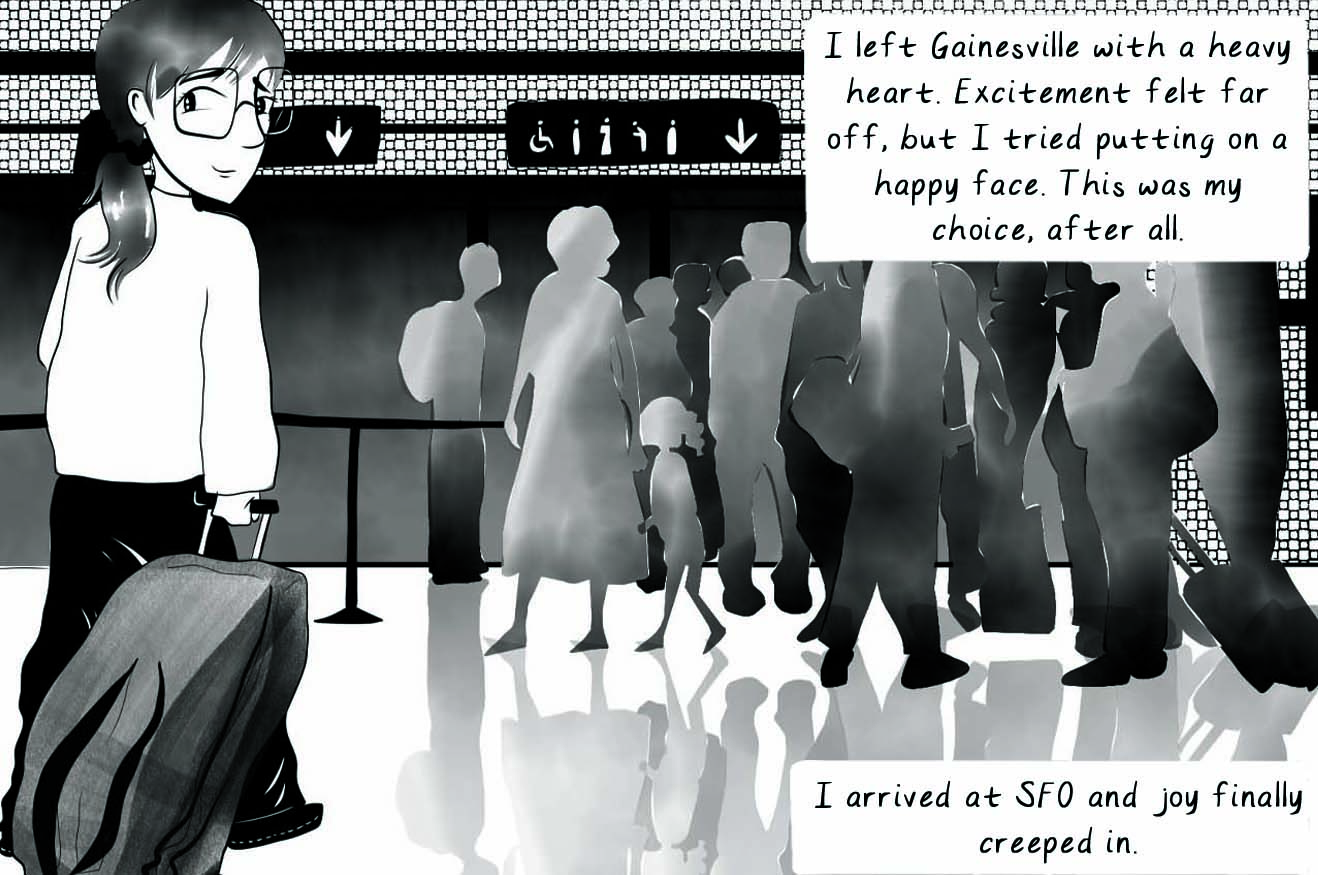 I left Gainesville with a heavy
heart. Excitement felt far
off, but I tried putting on a
happy face. This was my
choice, after all.
I arrived at SFO and joy finally
creeped in.